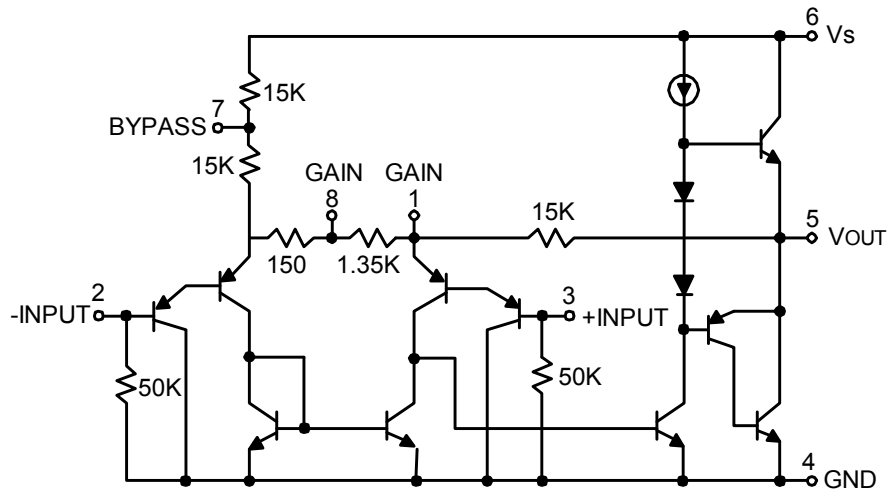 6
Vs
15K
7
BYPASS
15K
GAIN
8
GAIN
1
15K
5
VOUT
150
1.35K
2
-INPUT
3
+INPUT
50K
50K
4
GND